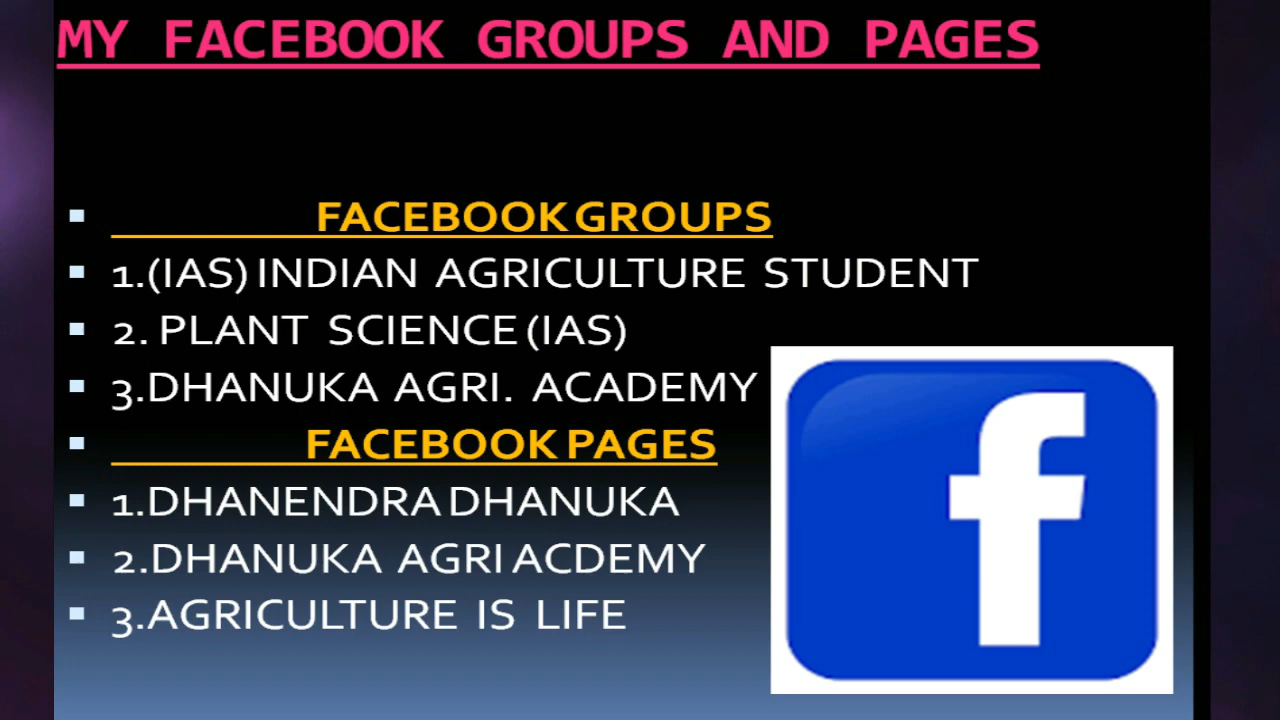 MY FACEBOOK GROUPS AND PAGES
FACEBOOK GROUPS
1.(IAS) INDIAN AGRICULTURE STUDENT
2. PLANT SCIENCE (IAS)
3.DHANUKA AGRI. ACADEMY
FACEBOOK PAGES
1.DHANENDRA DHANUKA
2.DHANUKA AGRI ACDEMY
3.AGRICULTURE IS LIFE
f